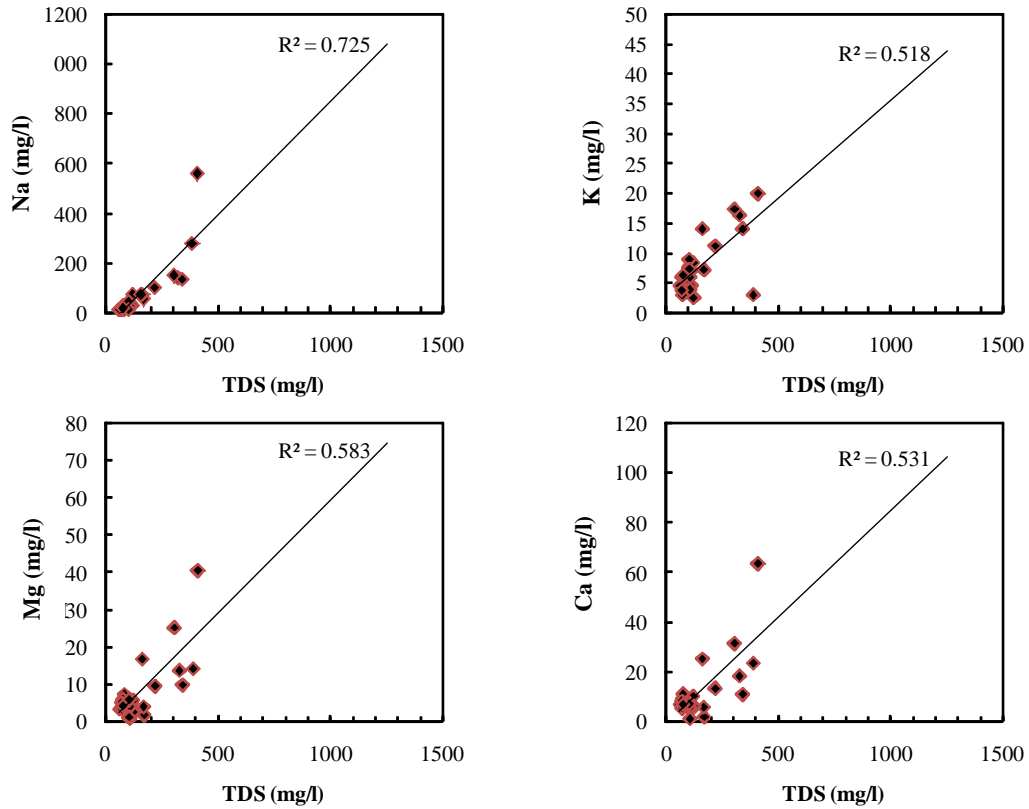 1200
000
800
600
400
200
0
R² = 0.725
Na (mg/l)
0 500 1000 1500
TDS (mg/l)
50
45
40
35
30
25
20
15
10
5
0
R² = 0.518
K (mg/l)
0 500 1000 1500
TDS (mg/l)
80
70
60
50
40
30
20
10
0
R² = 0.583
Mg (mg/l)
0 500 1000 1500
TDS (mg/l)
120
100
80
60
40
20
0
R² = 0.531
Ca (mg/l)
0 500 1000 1500
TDS (mg/l)